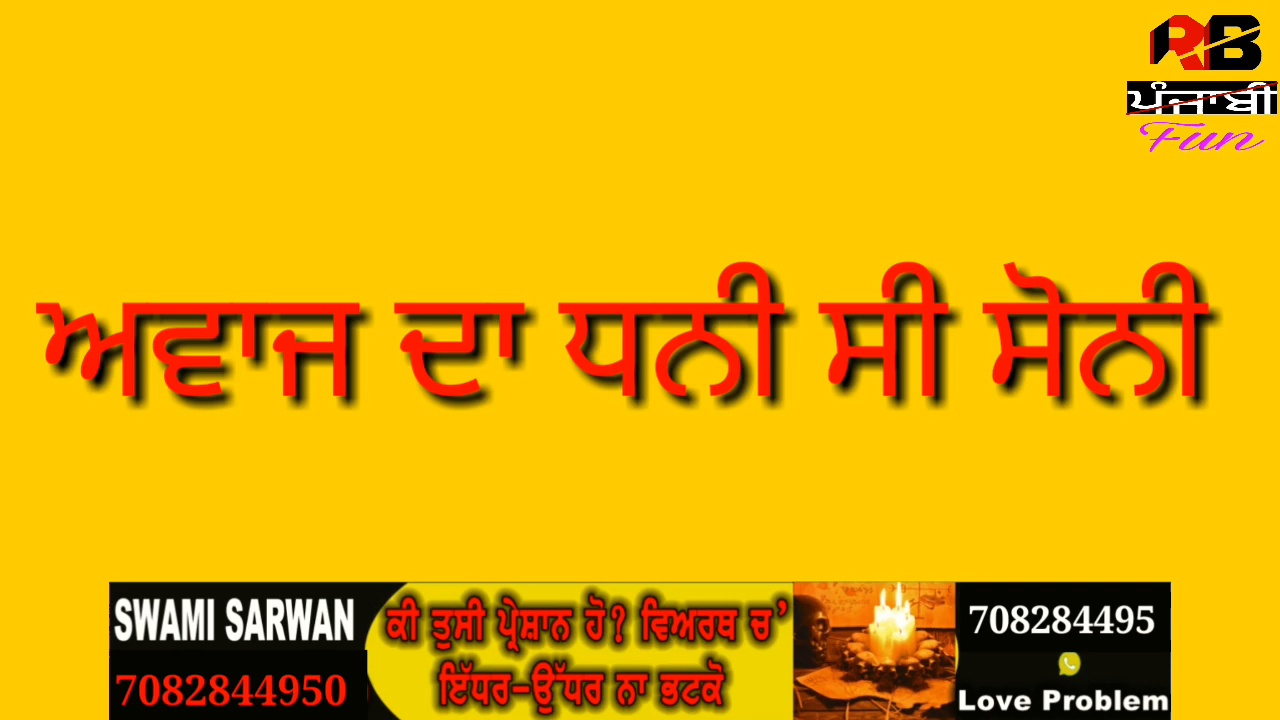 RB
ਪੰਜਾਬੀ
Fun
ਅਵਾਜ ਦਾ ਧਨੀ ਸੀ ਸੋਨੀ
SWAMI SARWAN
7082844950
ਕੀ ਤੁਸੀ ਪ੍ਰੇਸ਼ਾਨ ਹੋ? ਵਿਅਰਥ ਚ’
ਇੱਧਰ-ਉੱਧਰ ਨਾ ਭਟਕੋ
708284495
Love Problem